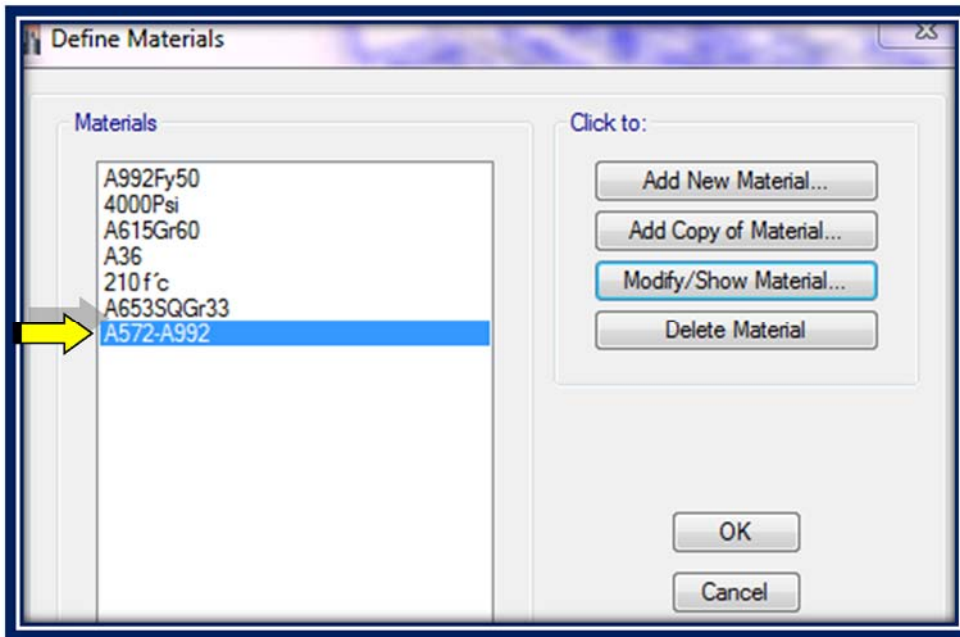 Define Materials
Materials
A992Fy50
4000Psi
A615Gr60
A36
210 f´c
A653SQGr33
A572-A992
Click to:
Add New Material...
Add Copy of Material...
Modify/Show Material...
Delete Material
OK
Cancel